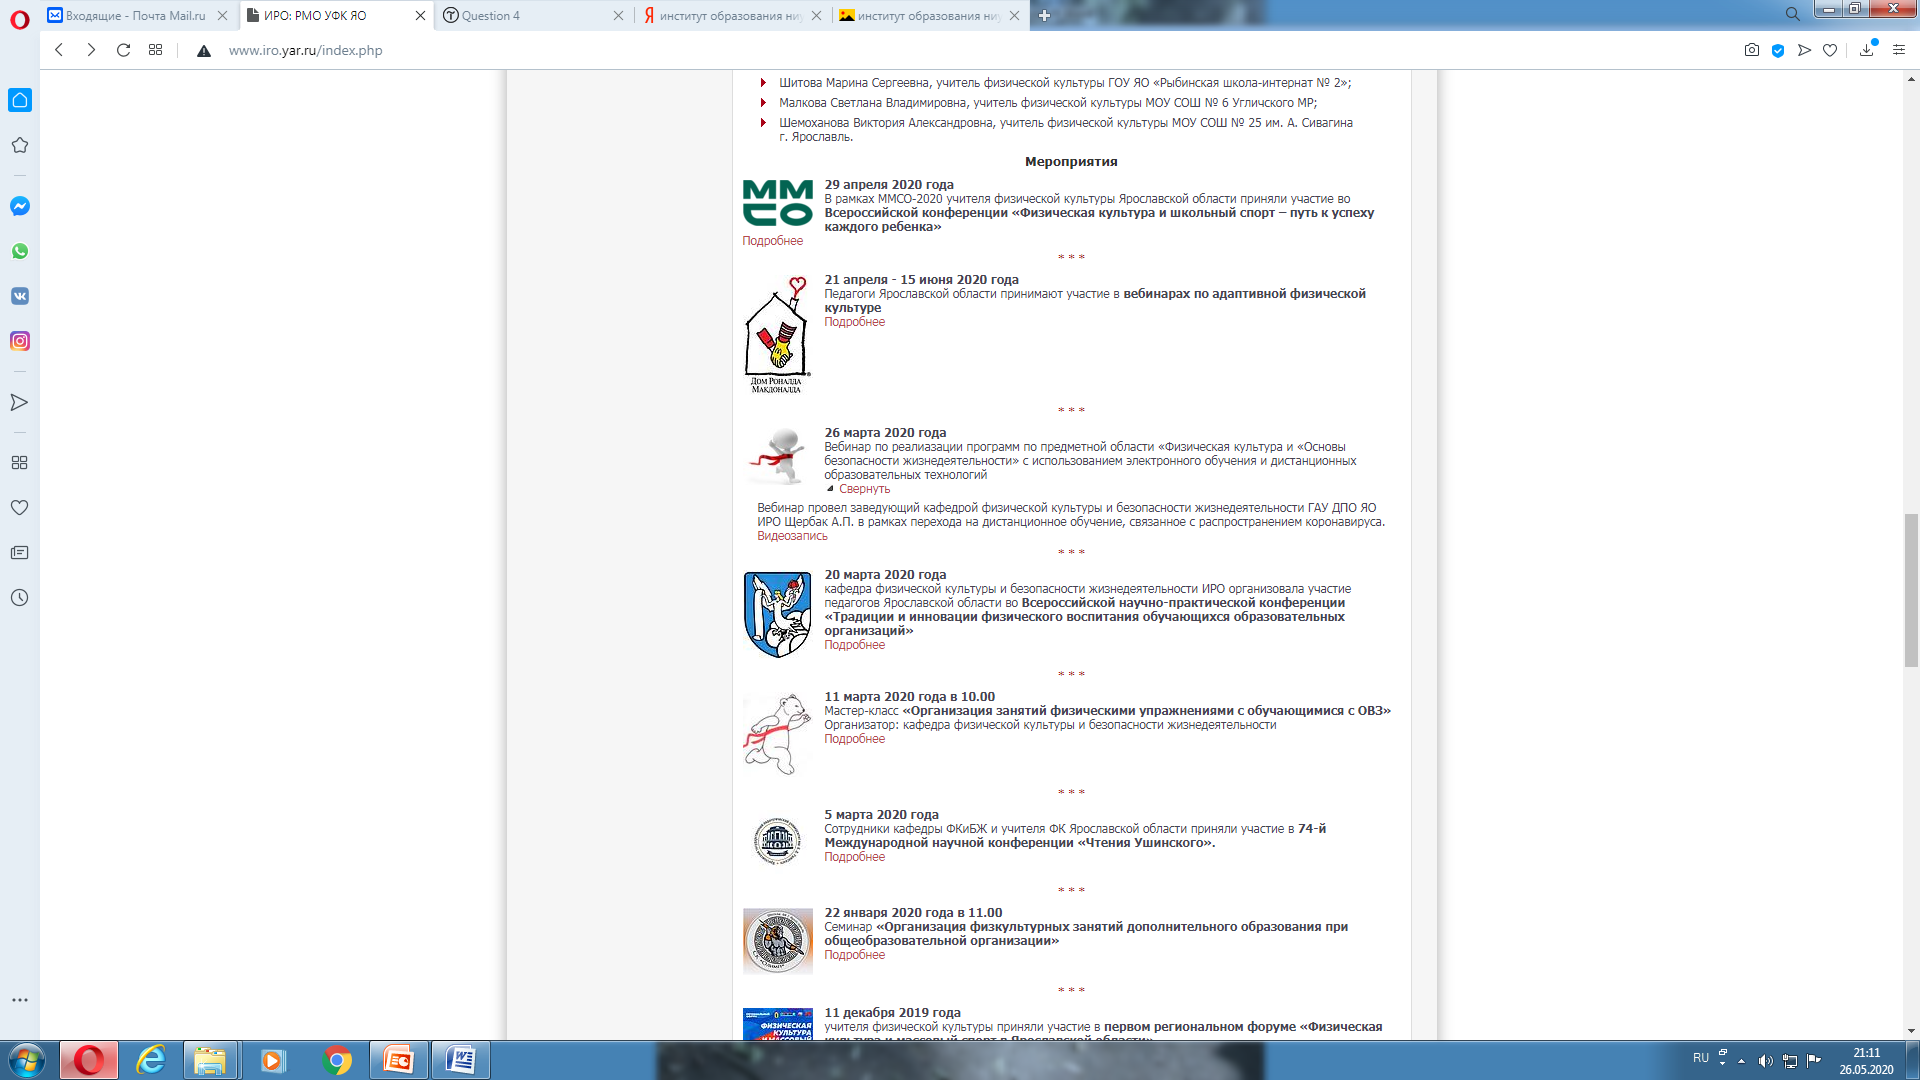 Входящие - Почта Mail.ru
ИРО: РМО УФК ЯО
Question 4
институт образования ниу
институт образования ниу
www.iro.yar.ru/index.php
Шитова Марина Сергеевна, учитель физической культуры ГОУ ЯО «Рыбинская школа-интернат № 2»;
Малкова Светлана Владимировна, учитель физической культуры МОУ СОШ № 6 Угличского МР;
Шемоханова Виктория Александровна, учитель физической культуры МОУ СОШ № 25 им. А. Сивагина
г. Ярославль.
Мероприятия
ММСО
29 апреля 2020 года
В рамках ММСО-2020 учителя физической культуры Ярославской области приняли участие во
Всероссийской конференции «Физическая культура и школьный спорт – путь к успеху
каждого ребенка»
Подробнее
* * *
21 апреля - 15 июня 2020 года
Педагоги Ярославской области принимают участие в вебинарах по адаптивной физической
культуре
Подробнее
Дом Роналда
Макдоналда
* * *
26 марта 2020 года
Вебинар по реализации программ по предметной области «Физическая культура и «Основы
безопасности жизнедеятельности» с использованием электронного обучения и дистанционных
образовательных технологий
Свернуть
Вебинар провел заведующий кафедрой физической культуры и безопасности жизнедеятельности ГАУ ДПО ЯО
ИРО Щербак А.П. в рамках перехода на дистанционное обучение, связанное с распространением коронавируса.
Видеозапись
* * *
20 марта 2020 года
кафедра физической культуры и безопасности жизнедеятельности ИРО организовала участие
педагогов Ярославской области во Всероссийской научно-практической конференции
«Традиции и инновации физического воспитания обучающихся образовательных
организаций»
Подробнее
* * *
11 марта 2020 года в 10.00
Мастер-класс «Организация занятий физическими упражнениями с обучающимися с ОВЗ»
Организатор: кафедра физической культуры и безопасности жизнедеятельности
Подробнее
* * *
5 марта 2020 года
Сотрудники кафедры ФКиБЖ и учителя ФК Ярославской области приняли участие в 74-й
Международной научной конференции «Чтения Ушинского».
Подробнее
* * *
22 января 2020 года в 11.00
Семинар «Организация физкультурных занятий дополнительного образования при
общеобразовательной организации»
Подробнее
* * *
11 декабря 2019 года
учителя физической культуры приняли участие в первом региональном форуме «Физическая
культура и массовый спорт в Ярославской области»
ФИЗИЧЕСКАЯ
КУЛЬТУРА
И МАССОВЫЙ
RU
21:11
26.05.2020